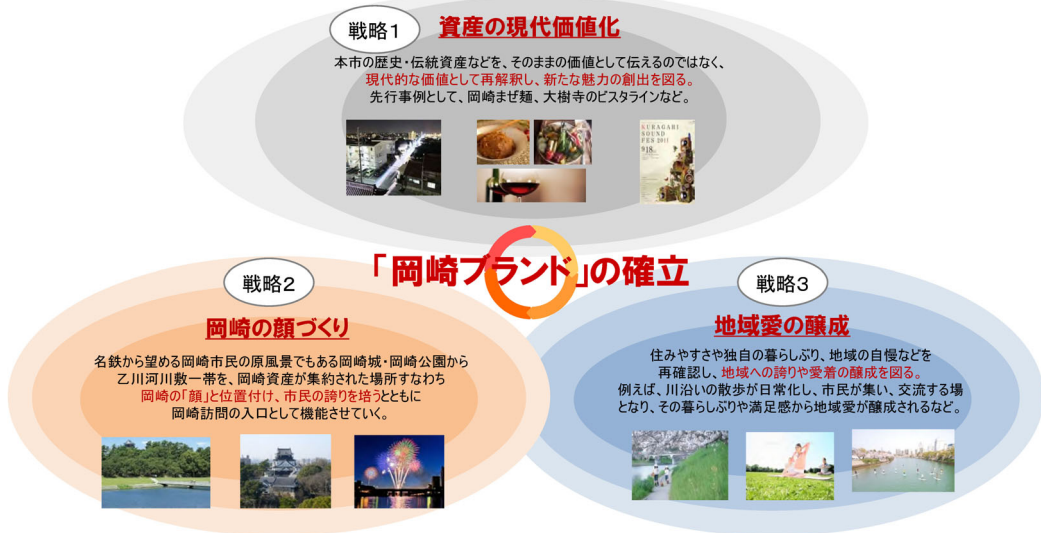 戦略1
資産の現代価値化
本市の歴史・伝統資産などを、そのままの価値として伝えるのではなく、
現代的な価値として再解釈し、新たな魅力の創出を図る。
先行事例として、岡崎まぜ麺、大樹寺のビスタラインなど。
KURAGARI
SOUND
FES 2011
「岡崎ブランド」の確立
戦略2
岡崎の顔づくり
名鉄から望める岡崎市民の原風景でもある岡崎城・岡崎公園から
乙川河川敷一帯を、岡崎資産が集約された場所すなわち
岡崎の「顔」と位置付け、市民の誇りを培うとともに
岡崎訪問の入口として機能させていく。
戦略3
地域愛の醸成
住みやすさや独自の暮らしぶり、地域の自慢などを
再確認し、地域への誇りや愛着の醸成を図る。
例えば、川沿いの散歩が日常化し、市民が集い、交流する場
となり、その暮らしぶりや満足感から地域愛が醸成されるなど。